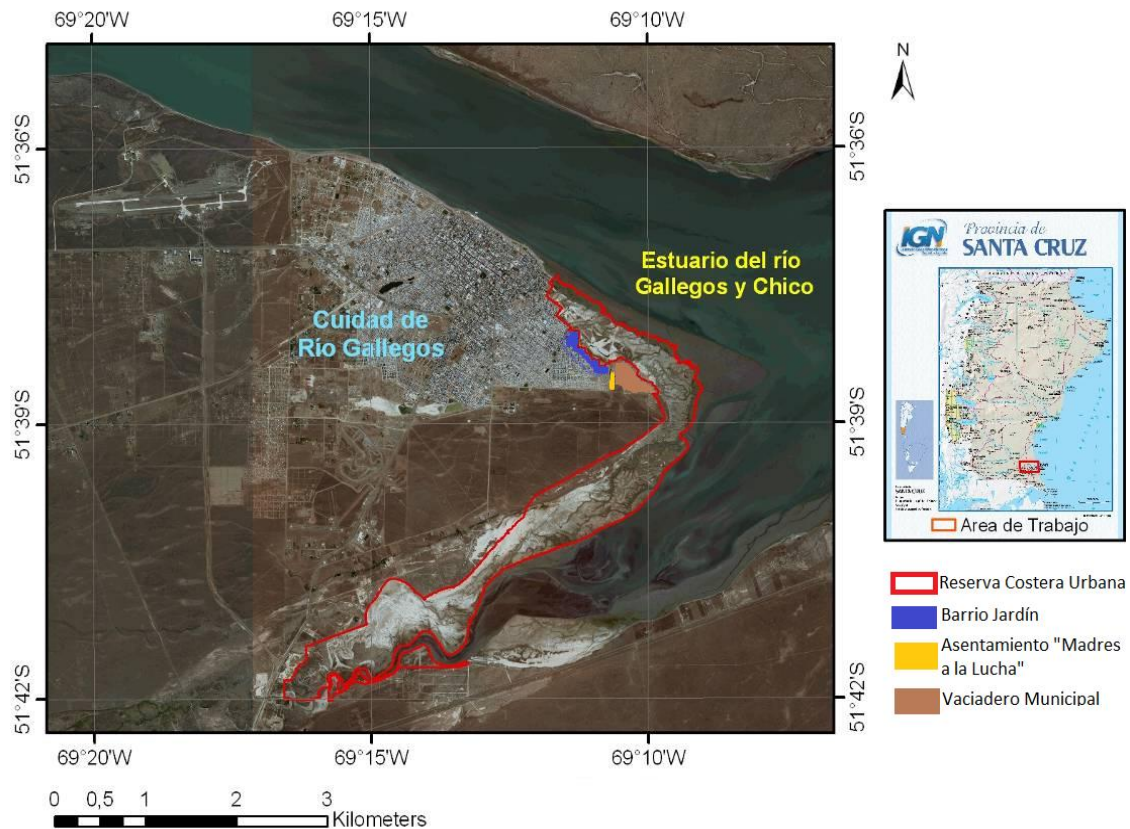 69°20'W 69°15'W 69°10'W
N
51°36'S 51°36'S
Estuario del río
Gallegos y Chico
Cuidad de
Río Gallegos
51°39'S 51°39'S
51°42'S 51°42'S
69°20'W 69°15'W 69°10'W
0 0,5 1 2 3
Kilometers
IGN
Provincia de
SANTA CRUZ
Area de Trabajo
Reserva Costera Urbana
Barrio Jardín
Asentamiento "Madres
a la Lucha"
Vaciadero Municipal